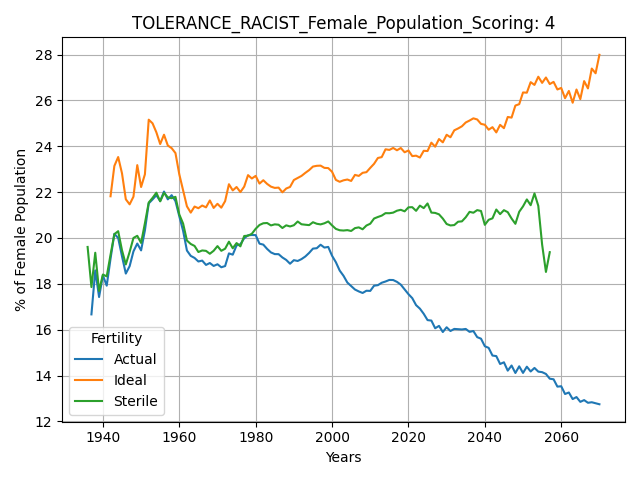 TOLERANCE_RACIST_Female_Population_Scoring: 4
% of Female Population
28
26
24
22
20
18
16
14
12
Fertility
Actual
Ideal
Sterile
1940
1960
1980
2000
2020
2040
2060
Years